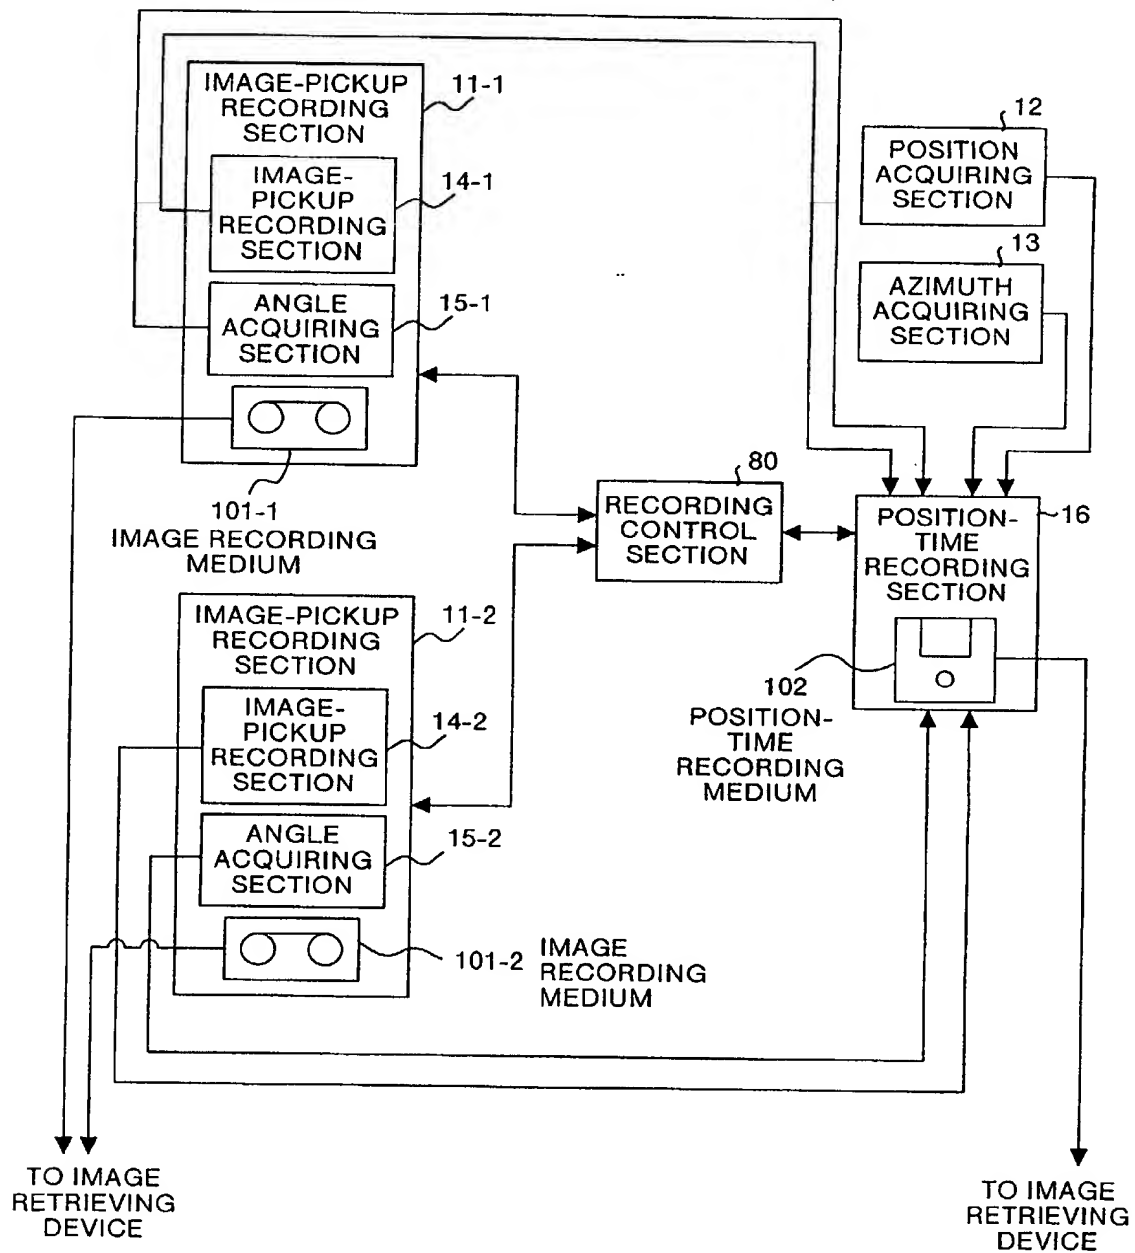 IMAGE-PICKUP
RECORDING
SECTION
11-1
IMAGE-
PICKUP
RECORDING
SECTION
14-1
ANGLE
ACQUIRING
SECTION
15-1
101-1
IMAGE RECORDING
MEDIUM
12
POSITION
ACQUIRING
SECTION
13
AZIMUTH
ACQUIRING
SECTION
80
RECORDING
CONTROL
SECTION
16
POSITION-
TIME
RECORDING
SECTION
102
POSITION-
TIME
RECORDING
MEDIUM
IMAGE-PICKUP
RECORDING
SECTION
11-2
IMAGE-
PICKUP
RECORDING
SECTION
14-2
ANGLE
ACQUIRING
SECTION
15-2
101-2
IMAGE
RECORDING
MEDIUM
TO IMAGE
RETRIEVING
DEVICE
TO IMAGE
RETRIEVING
DEVICE